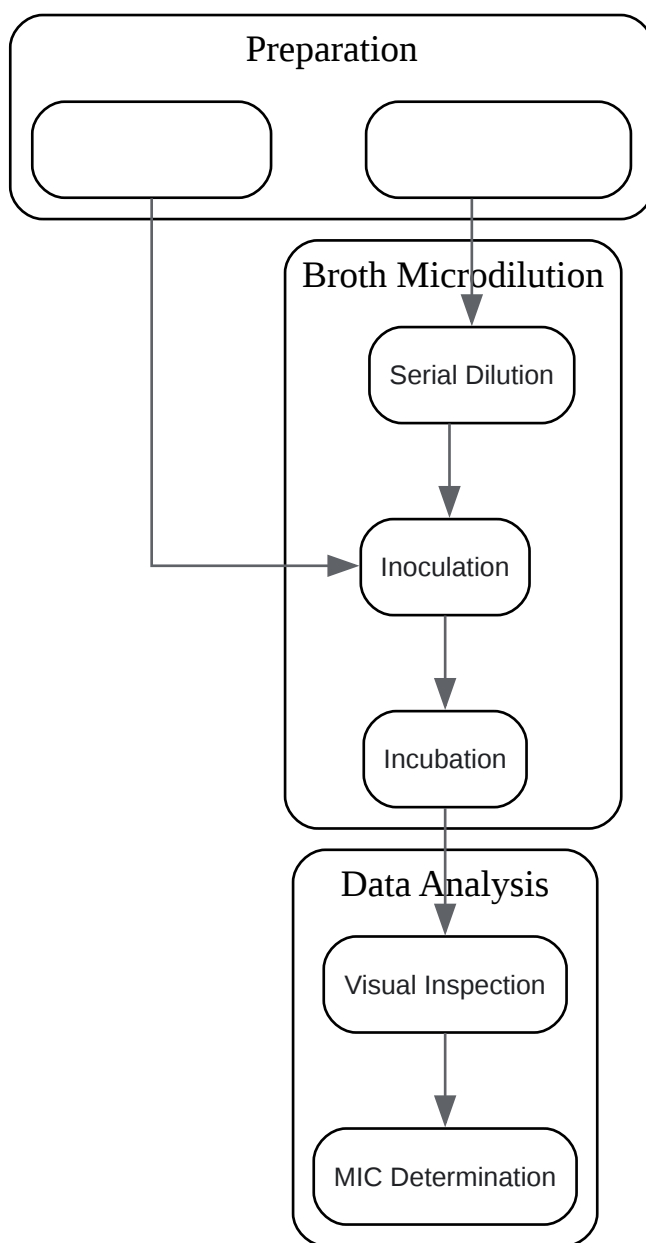 Preparation
Broth Microdilution
Serial Dilution
Inoculation
Incubation
Data Analysis
Visual Inspection
MIC Determination